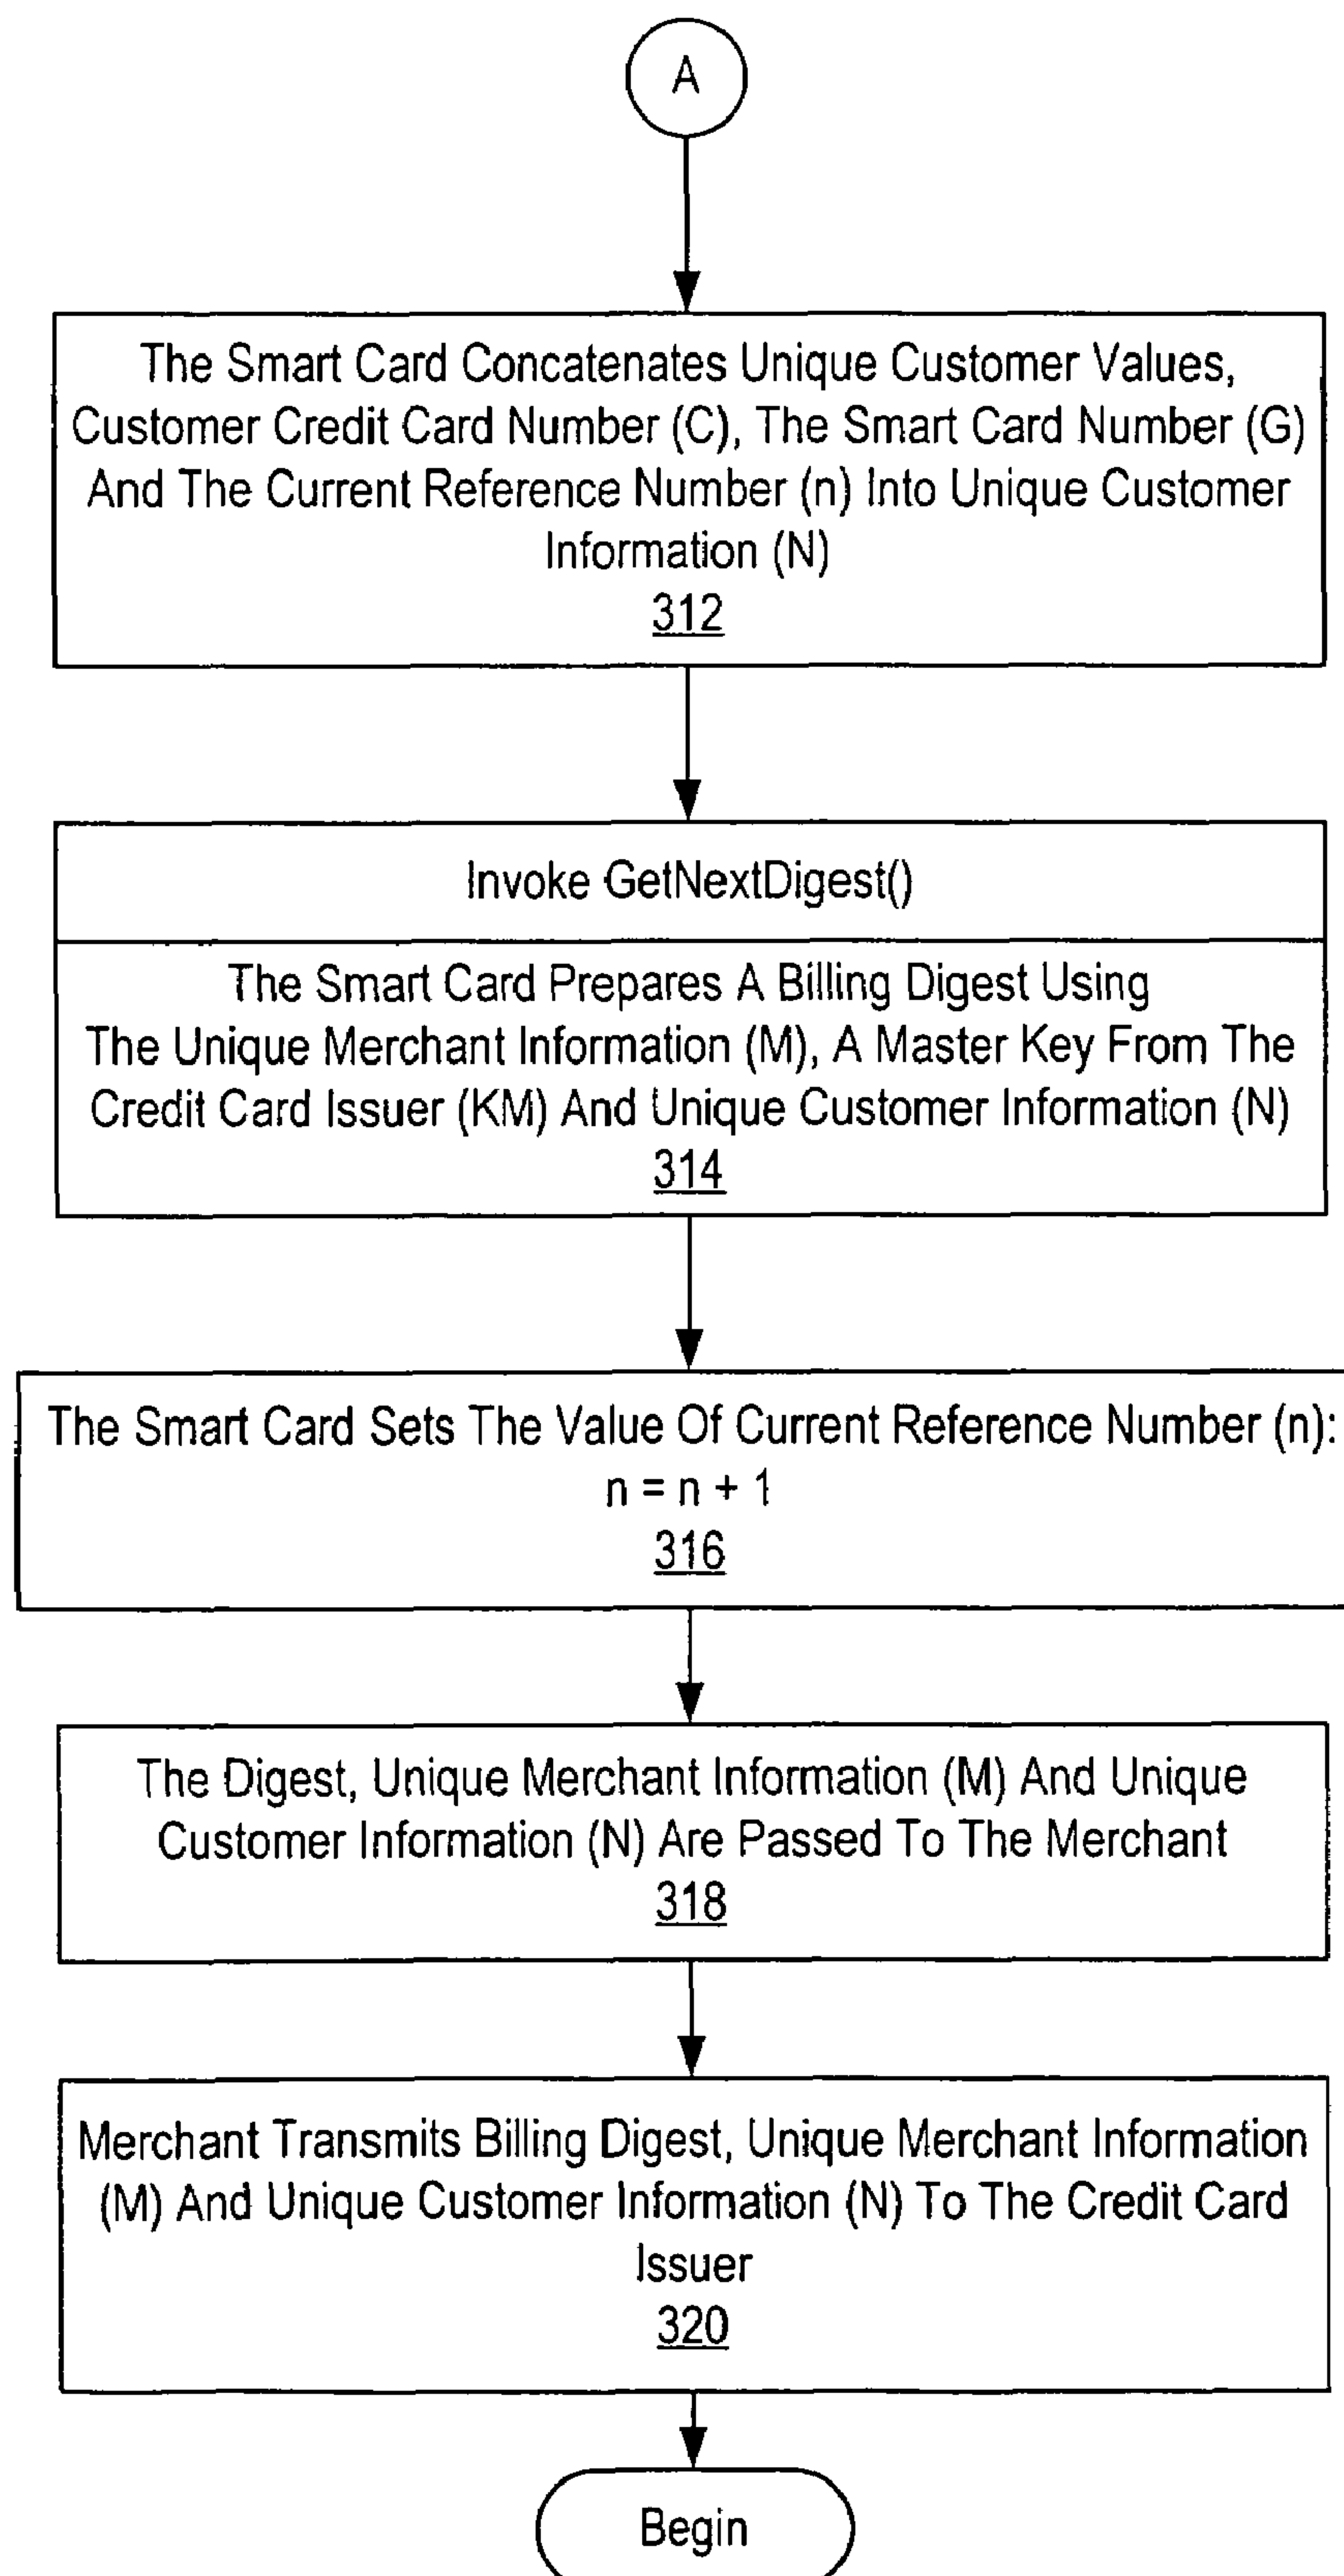 A
The Smart Card Concatenates Unique Customer Values,
Customer Credit Card Number (C), The Smart Card Number (G)
And The Current Reference Number (n) Into Unique Customer
Information (N)
312
Invoke GetNextDigest()
The Smart Card Prepares A Billing Digest Using
The Unique Merchant Information (M), A Master Key From The
Credit Card Issuer (KM) And Unique Customer Information (N)
314
The Smart Card Sets The Value Of Current Reference Number (n):
n = n + 1
316
The Digest, Unique Merchant Information (M) And Unique
Customer Information (N) Are Passed To The Merchant
318
Merchant Transmits Billing Digest, Unique Merchant Information
(M) And Unique Customer Information (N) To The Credit Card
Issuer
320
Begin